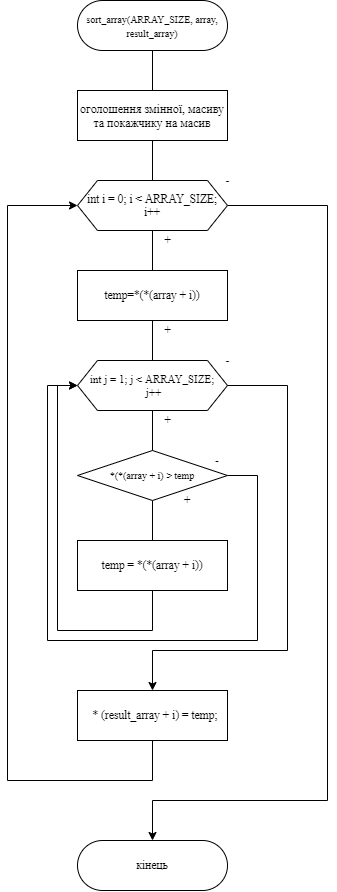 sort_array(ARRAY_SIZE, array,
result_array)
оголошення змінної, масиву
та покажчику на масив
-
int i = 0; i < ARRAY_SIZE;
i++
+
temp=*(*(array + i))
+
-
int j = 1; j < ARRAY_SIZE;
j++
+
-
*(*(array + i) > temp
+
temp = *(*(array + i))
* (result_array + i) = temp;
кінець